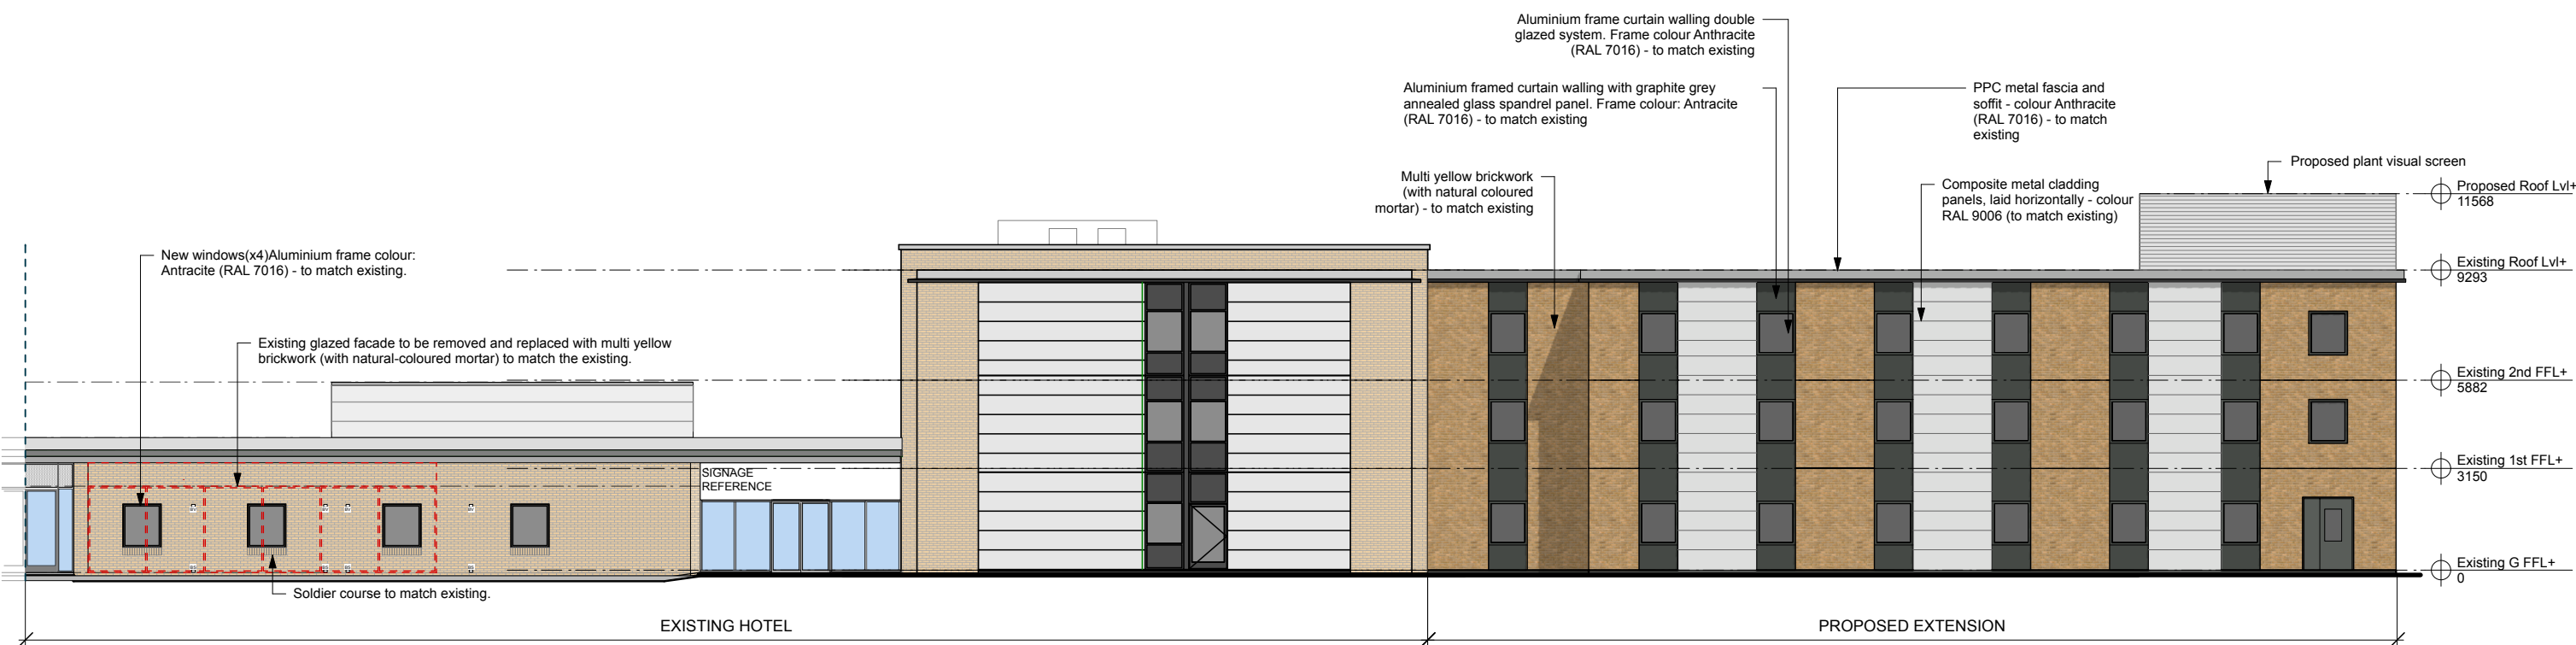 Aluminium frame curtain walling double
glazed system. Frame colour Anthracite
(RAL 7016) - to match existing
Aluminium framed curtain walling with graphite grey
annealed glass spandrel panel. Frame colour: Antracite
(RAL 7016) - to match existing
PPC metal fascia and
soffit - colour Anthracite
(RAL 7016) - to match
existing
Proposed plant visual screen
Multi yellow brickwork
(with natural coloured
mortar) - to match existing
Composite metal cladding
panels, laid horizontally - colour
RAL 9006 (to match existing)
Proposed Roof Lvl+
11568
New windows(x4)Aluminium frame colour:
Antracite (RAL 7016) - to match existing.
Existing Roof Lvl+
9293
Existing glazed facade to be removed and replaced with multi yellow
brickwork (with natural-coloured mortar) to match the existing.
Existing 2nd FFL+
5882
SIGNAGE
REFERENCE
Existing 1st FFL+
3150
Existing G FFL+
0
Soldier course to match existing.
EXISTING HOTEL
PROPOSED EXTENSION